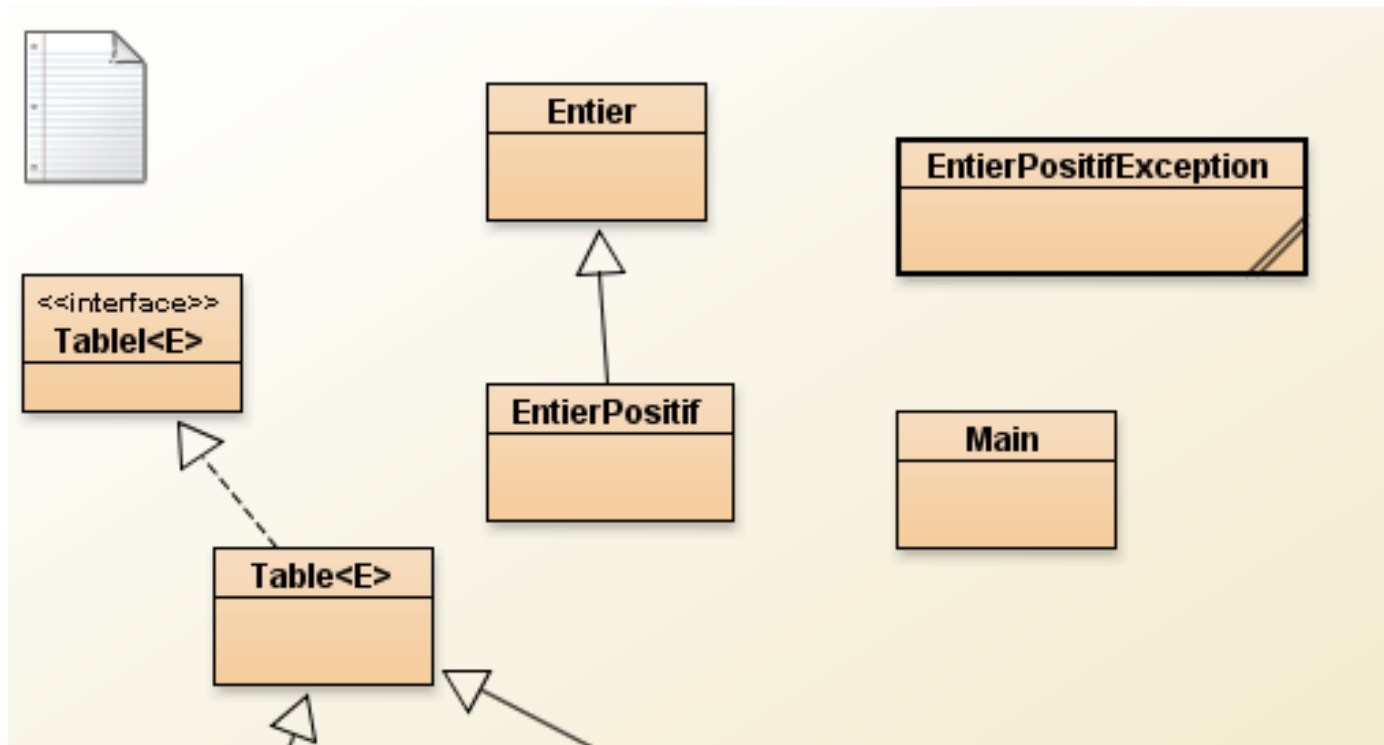 Entier
EntierPositifException
<<interface>>
TableI<E>
EntierPositif
Main
Table<E>